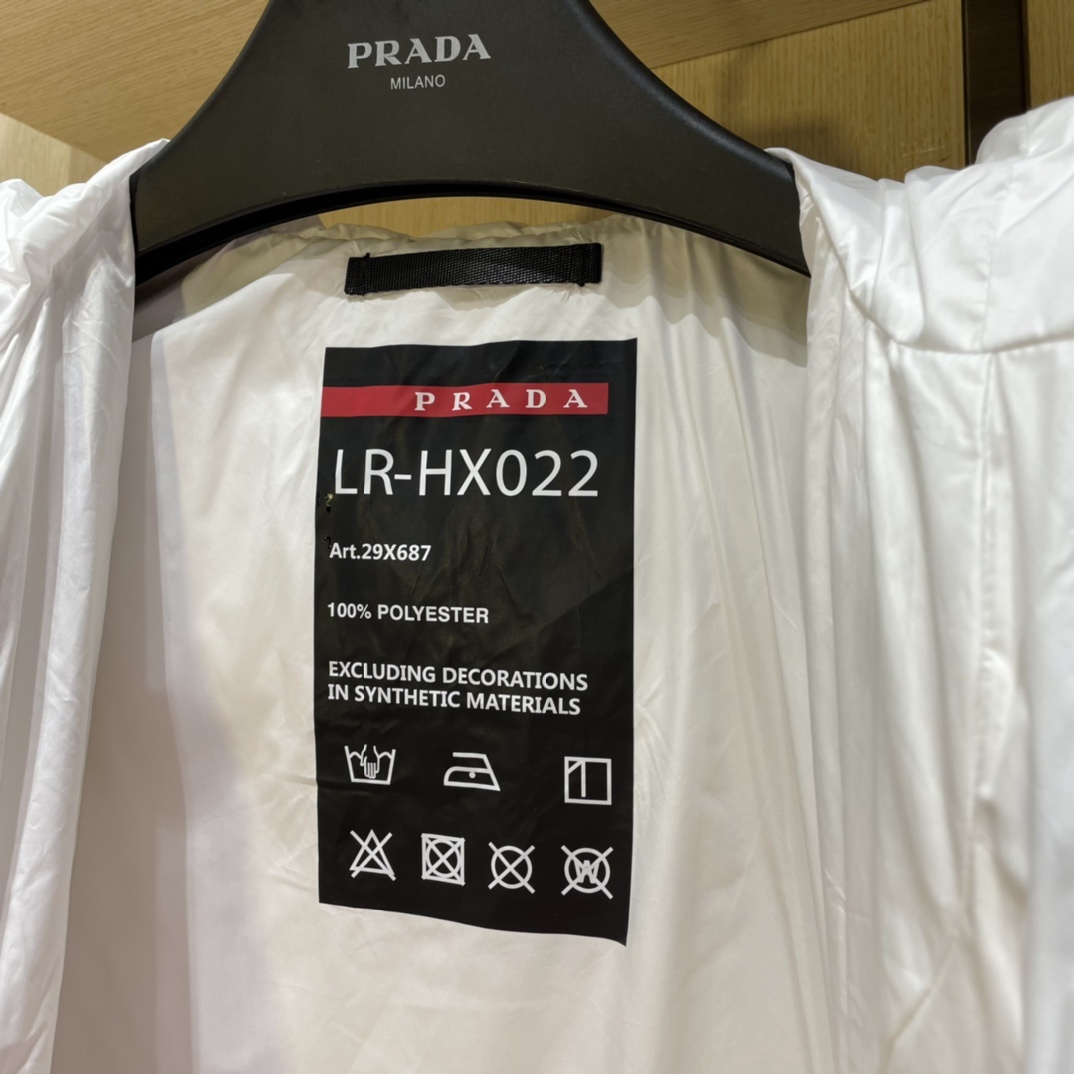 PRADA
MILANO
PRADA
LR-HX022
Art.29X687
100% POLYESTER
EXCLUDING DECORATIONS
IN SYNTHETIC MATERIALS
W